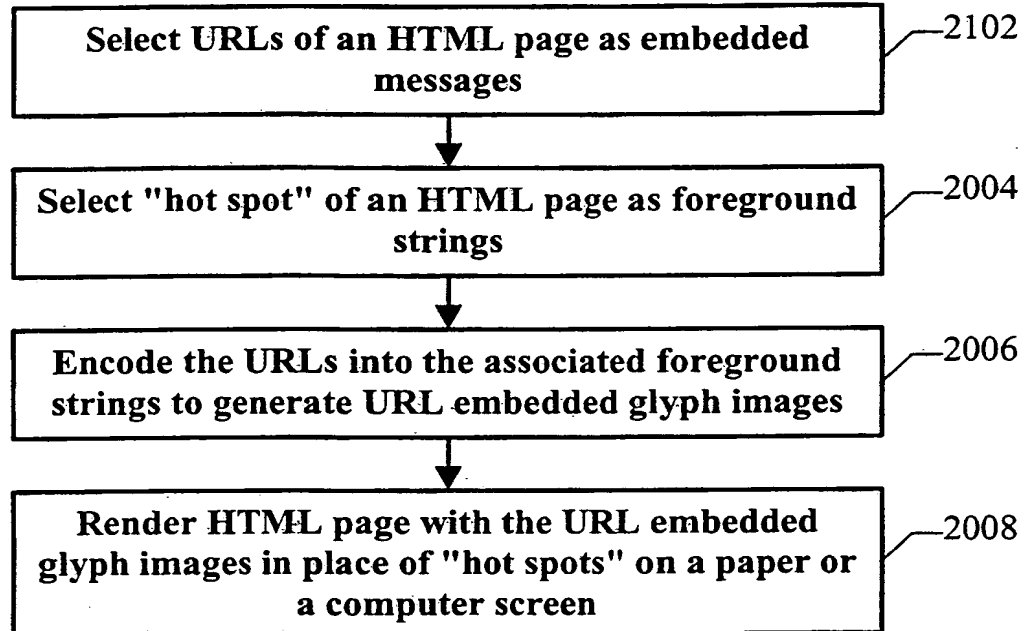 Select URLs of an HTML page as embedded
messages
2102
Select "hot spot" of an HTML page as foreground
strings
2004
Encode the URLs into the associated foreground
strings to generate URL embedded glyph images
2006
Render HTML page with the URL embedded
glyph images in place of "hot spots" on a paper or
a computer screen
2008